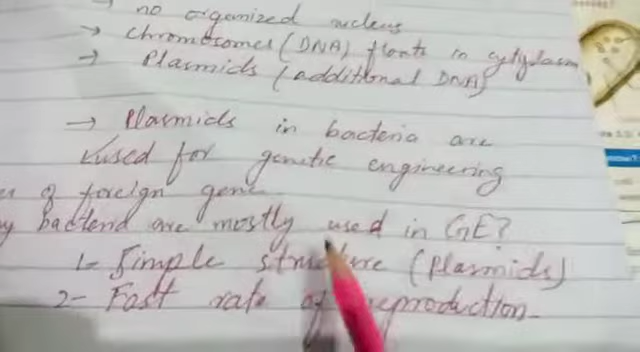 → no organized nucleus
→ chromosomes (DNA) floats in cytoplasm
→ Plasmids (additional DNA)
→ Plasmids in bacteria are
used for genetic engineering
of foreign gene
bacteria are mostly used in GE?
1- Simple structure (Plasmids)
2- Fast rate of reproduction